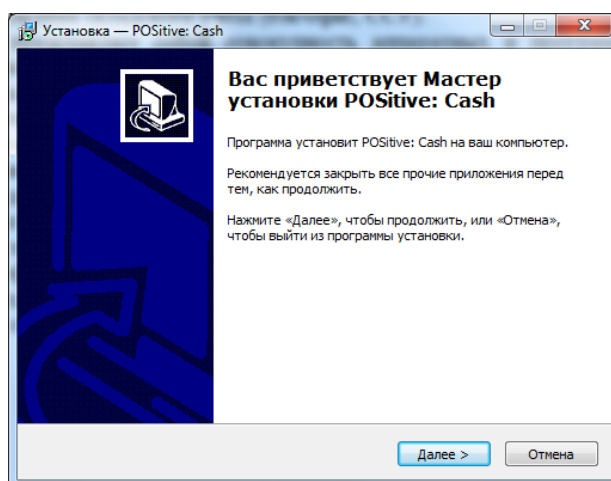 Установка — POSitive: Cash
Вас приветствует Мастер
установки POSitive: Cash
Программа установит POSitive: Cash на ваш компьютер.
Рекомендуется закрыть все прочие приложения перед
тем, как продолжить.
Нажмите «Далее», чтобы продолжить, или «Отмена»,
чтобы выйти из программы установки.
Далее >
Отмена